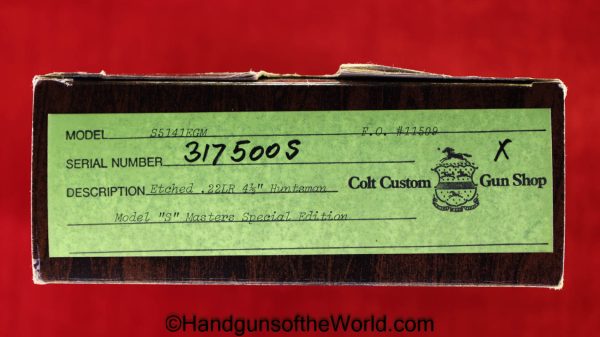 MODEL S5141EGM F.O. #11599
SERIAL NUMBER 317500S X
DESCRIPTION Etched .22LR 4½" Huntsman Colt Custom Gun Shop
Model "S" Masters Special Edition
©HandgunsoftheWorld.com